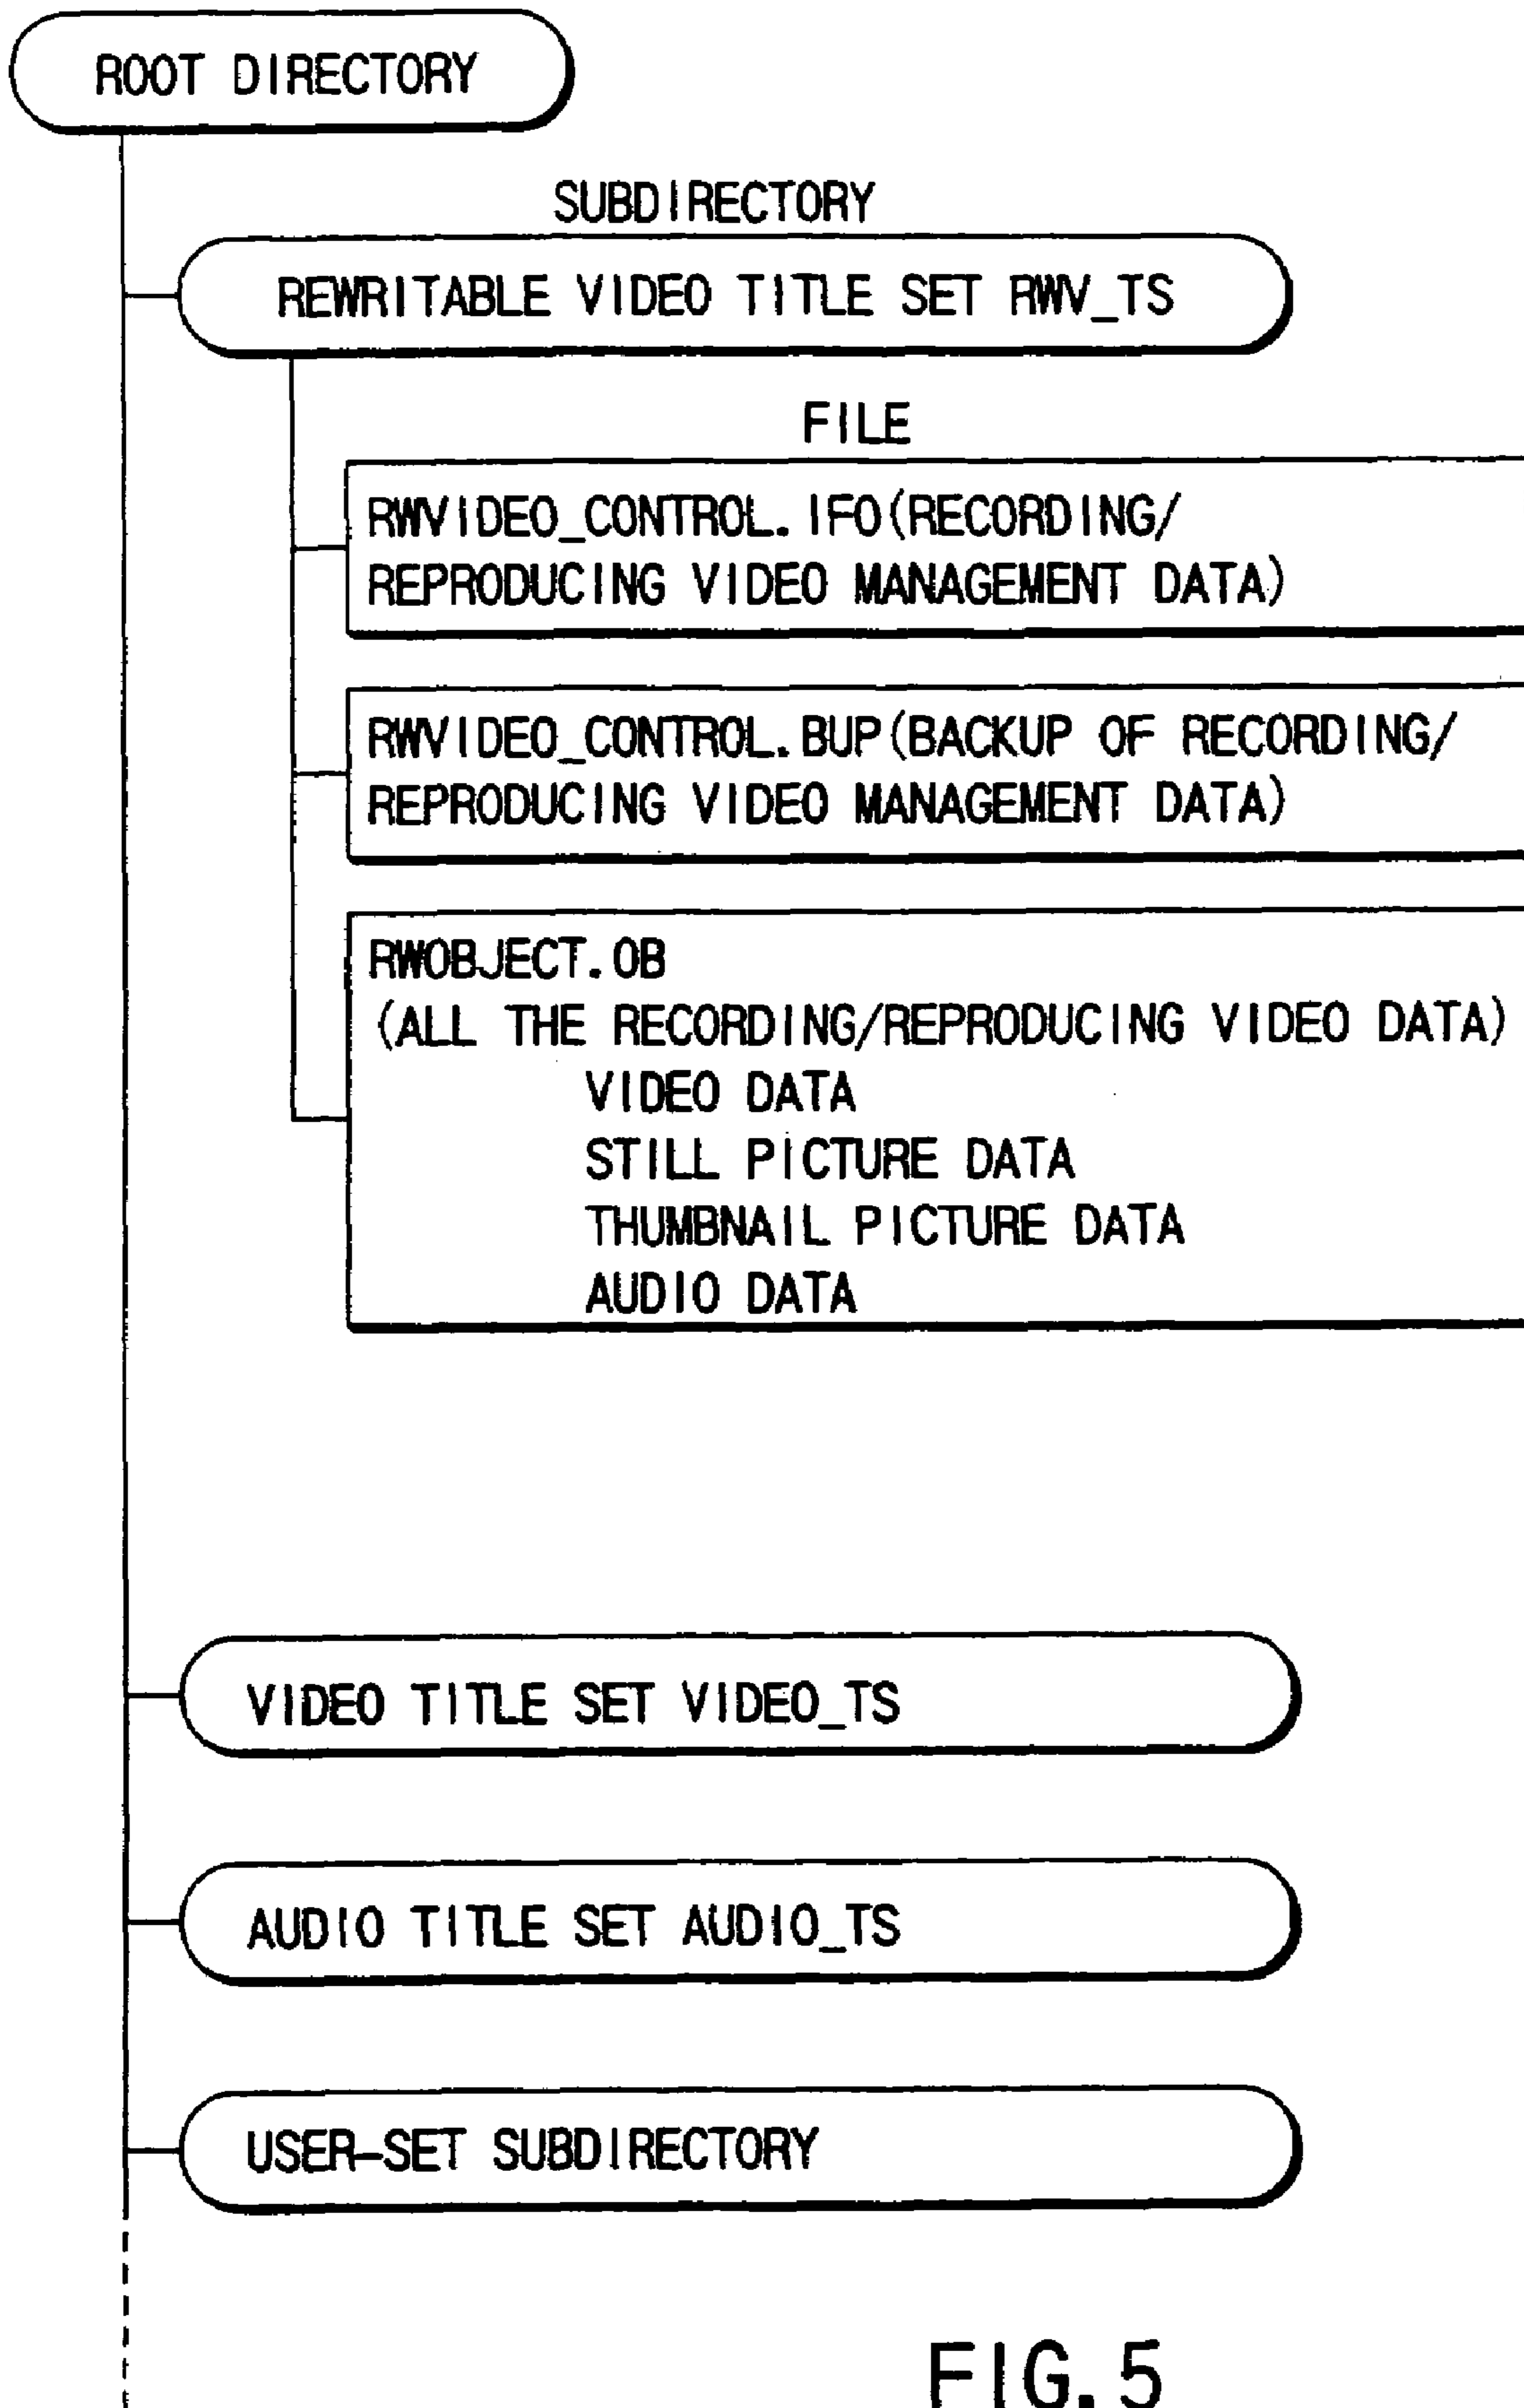 ROOT DIRECTORY
SUBDIRECTORY
REWRITABLE VIDEO TITLE SET RWV_TS
FILE
RWVIDEO_CONTROL.IFO(RECORDING/
REPRODUCING VIDEO MANAGEMENT DATA)
RWVIDEO_CONTROL.BUP(BACKUP OF RECORDING/
REPRODUCING VIDEO MANAGEMENT DATA)
RWOBJECT.OB
(ALL THE RECORDING/REPRODUCING VIDEO DATA)
VIDEO DATA
STILL PICTURE DATA
THUMBNAIL PICTURE DATA
AUDIO DATA
VIDEO TITLE SET VIDEO_TS
AUDIO TITLE SET AUDIO_TS
USER-SET SUBDIRECTORY
FIG.5